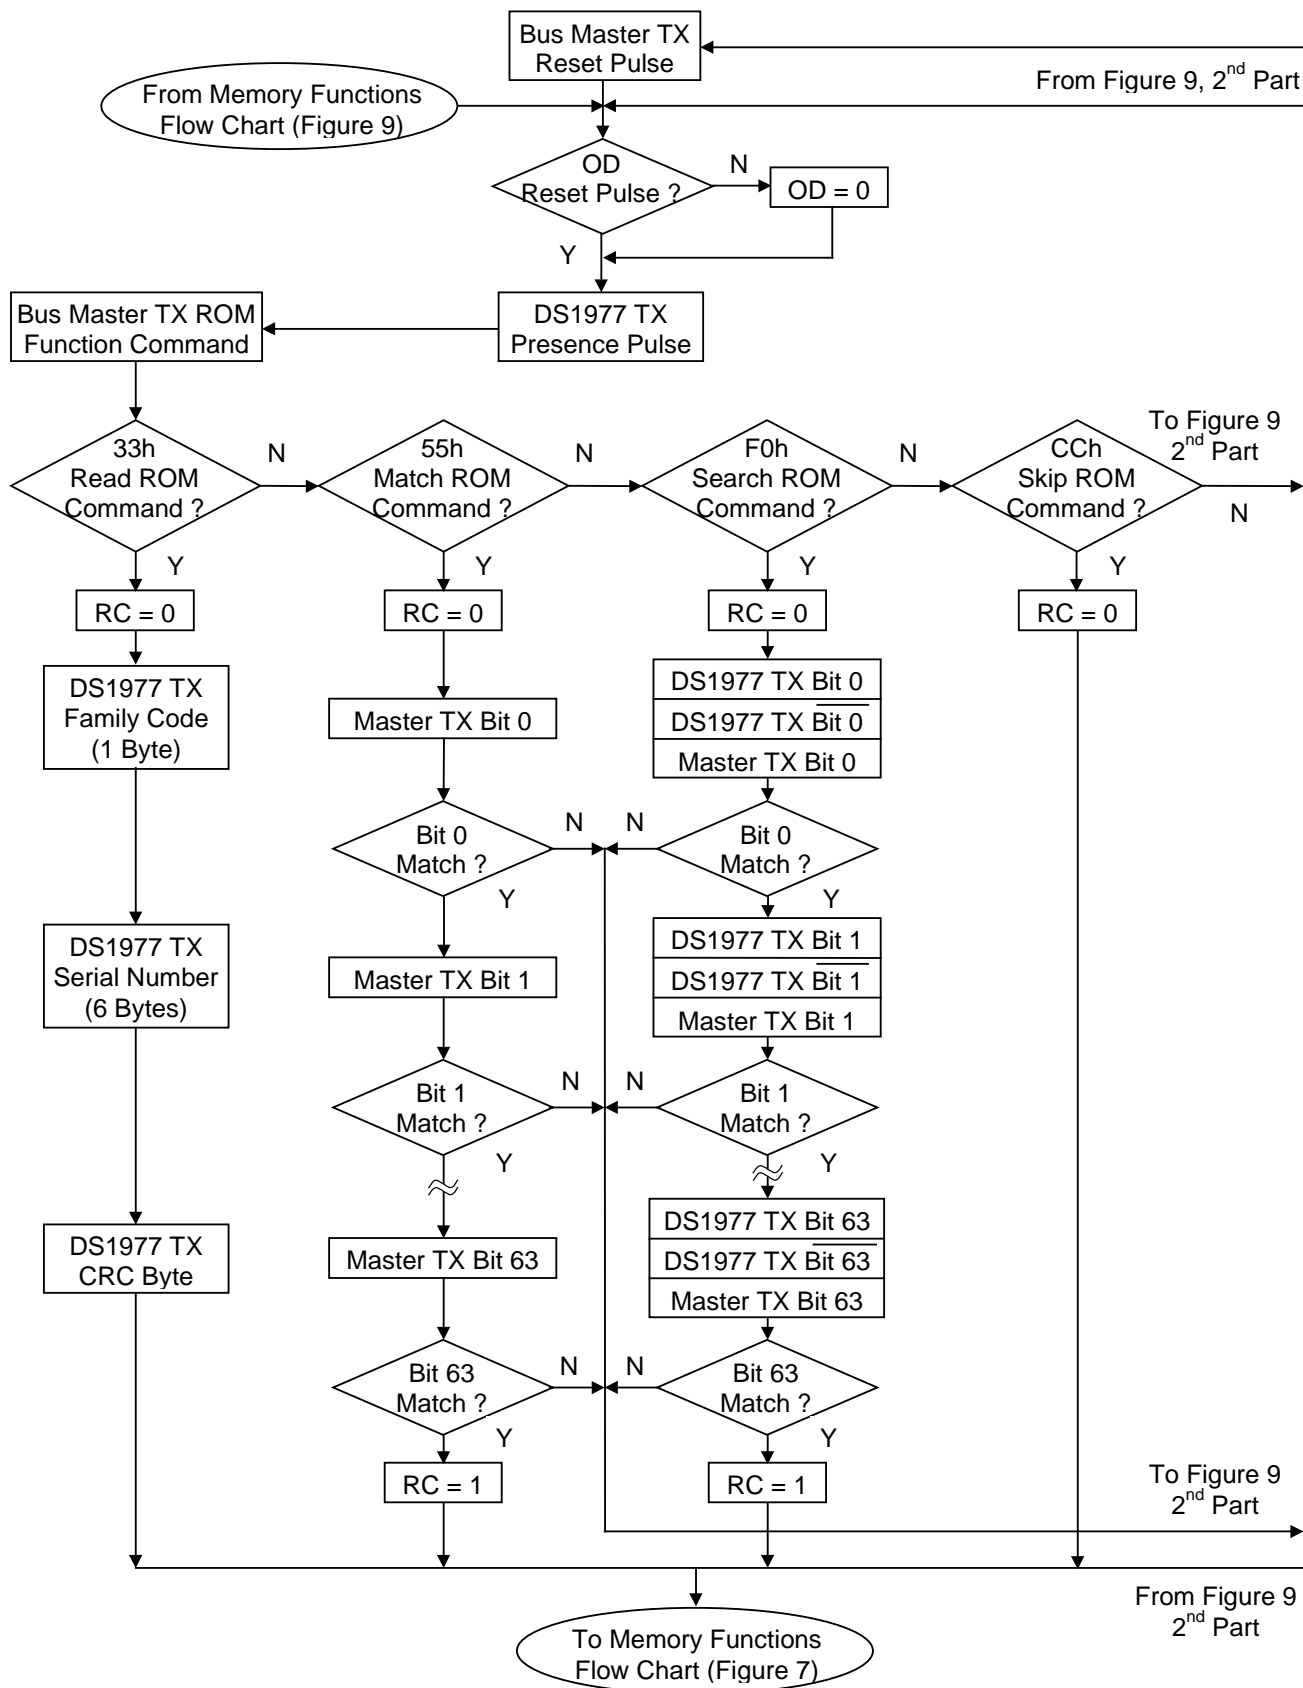 Bus Master TX
Reset Pulse
From Figure 9, 2nd Part
From Memory Functions
Flow Chart (Figure 9)
OD
Reset Pulse ?
N
OD = 0
Y
Bus Master TX ROM
Function Command
DS1977 TX
Presence Pulse
33h
Read ROM
Command ?
N
55h
Match ROM
Command ?
N
F0h
Search ROM
Command ?
N
CCh
Skip ROM
Command ?
To Figure 9
2nd Part
N
Y
Y
Y
Y
RC = 0
RC = 0
RC = 0
RC = 0
DS1977 TX
Family Code
(1 Byte)
Master TX Bit 0
DS1977 TX Bit 0
DS1977 TX Bit 0
Master TX Bit 0
Bit 0
Match ?
N
N
Bit 0
Match ?
Y
Y
DS1977 TX
Serial Number
(6 Bytes)
Master TX Bit 1
DS1977 TX Bit 1
DS1977 TX Bit 1
Master TX Bit 1
Bit 1
Match ?
N
N
Bit 1
Match ?
Y
Y
DS1977 TX
CRC Byte
Master TX Bit 63
DS1977 TX Bit 63
DS1977 TX Bit 63
Master TX Bit 63
Bit 63
Match ?
N
N
Bit 63
Match ?
Y
Y
RC = 1
RC = 1
To Figure 9
2nd Part
From Figure 9
2nd Part
To Memory Functions
Flow Chart (Figure 7)